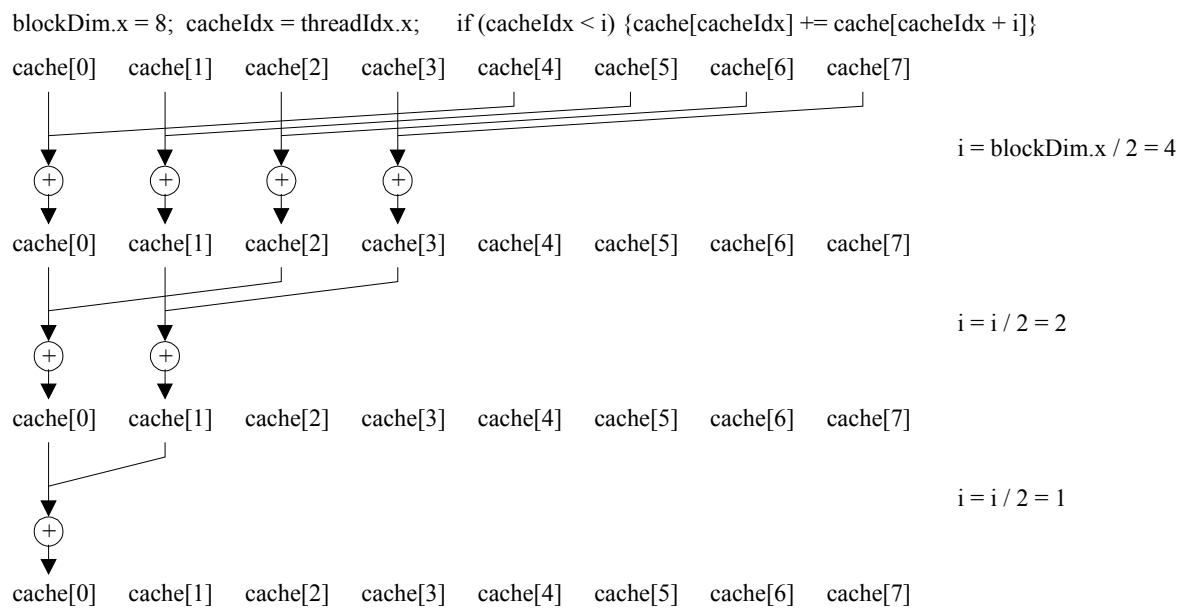 blockDim.x = 8; cacheIdx = threadIdx.x; if (cacheIdx < i) {cache[cacheIdx] += cache[cacheIdx + i]}
cache[0] cache[1] cache[2] cache[3] cache[4] cache[5] cache[6] cache[7]
i = blockDim.x / 2 = 4
+ + + +
cache[0] cache[1] cache[2] cache[3] cache[4] cache[5] cache[6] cache[7]
i = i / 2 = 2
+ +
cache[0] cache[1] cache[2] cache[3] cache[4] cache[5] cache[6] cache[7]
i = i / 2 = 1
+
cache[0] cache[1] cache[2] cache[3] cache[4] cache[5] cache[6] cache[7]